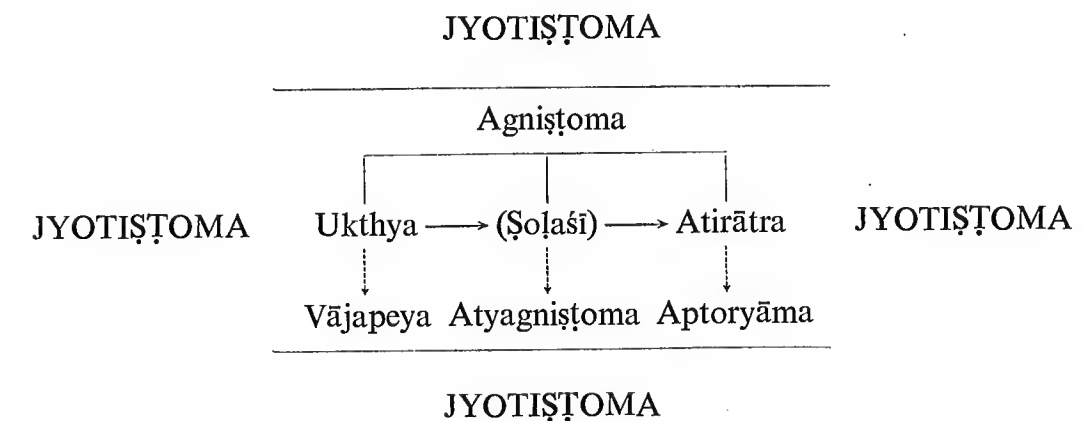 JYOTIṢṬOMA
Agniṣṭoma
JYOTIṢṬOMA Ukthya (Ṣoḷaśī) Atirātra JYOTIṢṬOMA
Vājapeya Atyagniṣṭoma Aptoryāma
JYOTIṢṬOMA